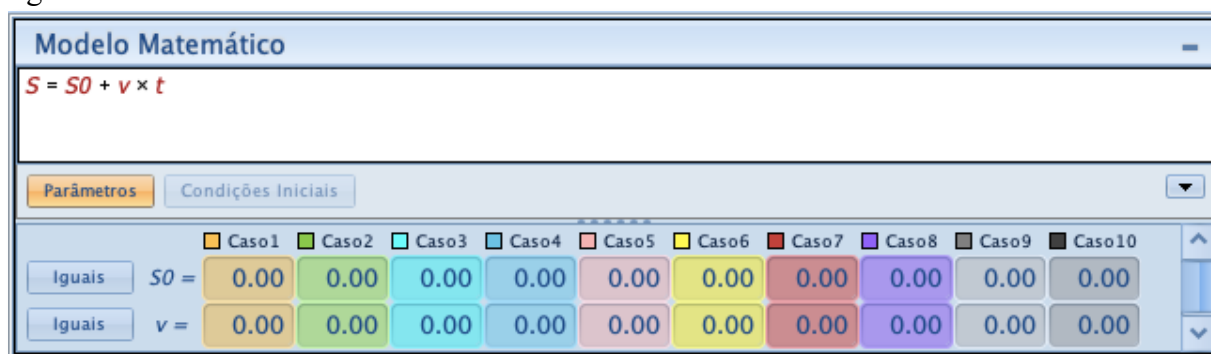 Modelo Matemático
S = S0 + v × t
Parâmetros Condições Iniciais
Caso1 Caso2 Caso3 Caso4 Caso5 Caso6 Caso7 Caso8 Caso9 Caso10
Iguais S0 = 0.00 0.00 0.00 0.00 0.00 0.00 0.00 0.00 0.00 0.00
Iguais v = 0.00 0.00 0.00 0.00 0.00 0.00 0.00 0.00 0.00 0.00